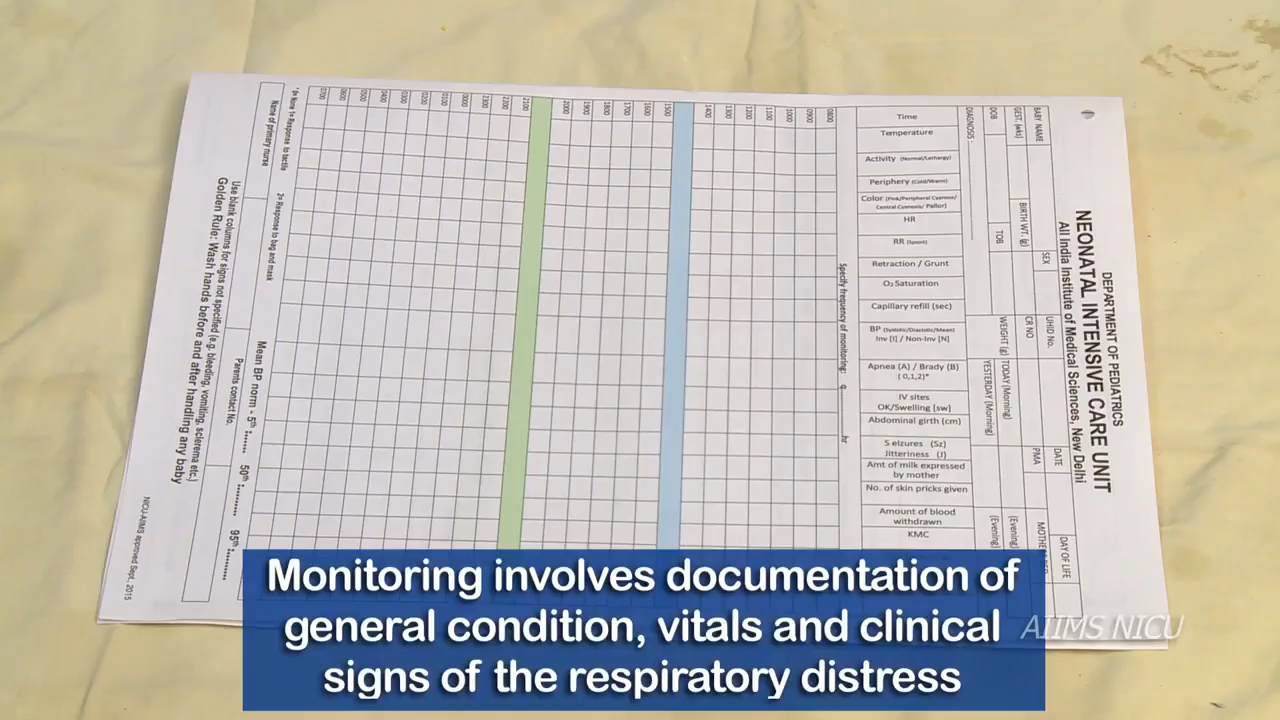 DEPARTMENT OF PEDIATRICS
NEONATAL INTENSIVE CARE UNIT
All India Institute of Medical Sciences, New Delhi
BABY NAME
SEX
UHID No.
DATE
DAY OF LIFE
GEST. (wks)
BIRTH WT. (g)
CR NO
PMA
DOB
TOB
WEIGHT (g)
TODAY (Morning)
(Evening)
YESTERDAY (Morning)
(Evening)
DIAGNOSIS :
Specify frequency of monitoring: q hr
Time
Temperature
Activity (Normal/Lethargy)
Periphery (Cold/Warm)
Color (Pink/Peripheral Cyanosis/
Central Cyanosis/ Pallor)
HR
RR (Spont)
Retraction / Grunt
O₂ Saturation
Capillary refill (sec)
BP (Systolic/Diastolic/Mean)
Inv [I] / Non-Inv [N]
Apnea (A) / Brady (B)
( 0,1,2)*
IV sites
OK/Swelling [sw]
Abdominal girth (cm)
Seizures (Sz)
Jitteriness (J)
Amt of milk expressed
by mother
No. of skin pricks given
Amount of blood
withdrawn
KMC
0800
0900
1000
1100
1200
1300
1400
1500
1600
1700
1800
1900
2000
2100
2200
2300
0000
0100
0200
0300
0400
0500
0600
0700
1= Response to tactile
2= Response to bag and mask
Mean BP norm - 5th :...... 50th :........ 95th :........
Name of primary nurse
Parents contact No.
Use blank columns for signs not specified (e.g. bleeding, vomiting, sclerema etc.)
Golden Rule: Wash hands before and after handling any baby
NICU-AIIMS approved Sept., 2015
Monitoring involves documentation of
general condition, vitals and clinical
signs of the respiratory distress
AIIMS NICU